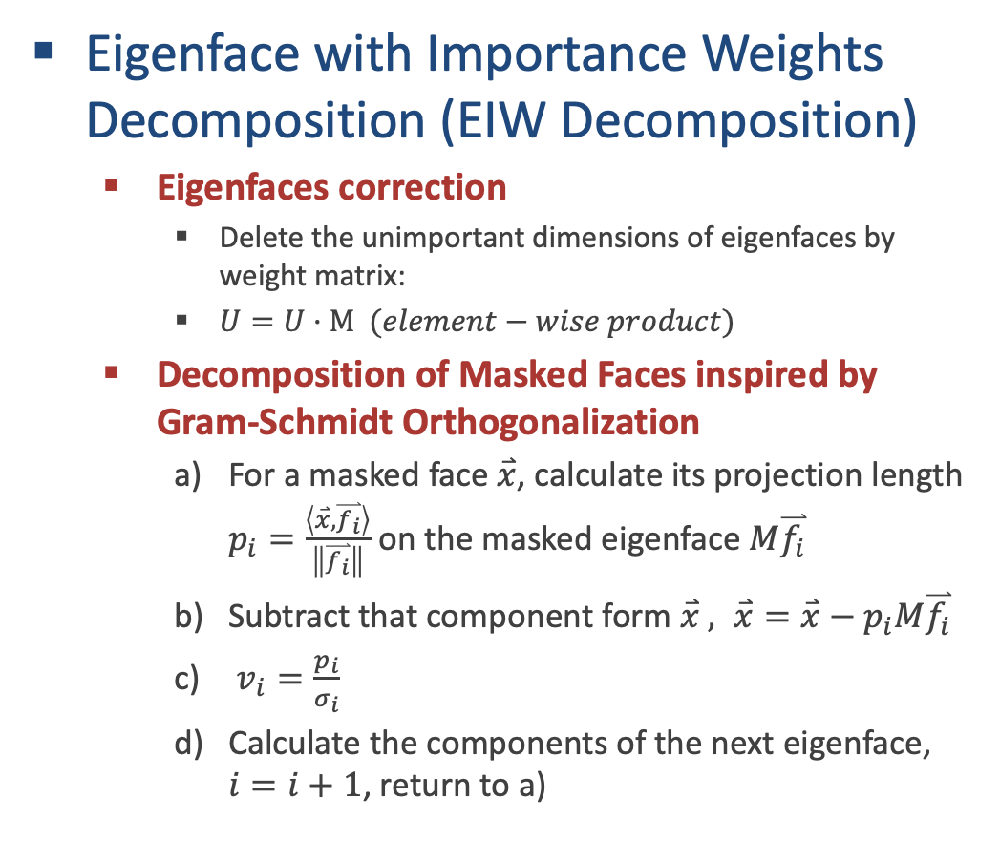 ▪ Eigenface with Importance Weights
Decomposition (EIW Decomposition)
▪ Eigenfaces correction
▪ Delete the unimportant dimensions of eigenfaces by
weight matrix:
▪ U = U · M (element − wise product)
▪ Decomposition of Masked Faces inspired by
Gram-Schmidt Orthogonalization
a) For a masked face $\vec{x}$, calculate its projection length
$p_i = \frac{\langle \vec{x}, \vec{f_i} \rangle}{\|\vec{f_i}\|}$ on the masked eigenface $M\vec{f_i}$
b) Subtract that component form $\vec{x}$ , $\vec{x} = \vec{x} - p_i M\vec{f_i}$
c) $v_i = \frac{p_i}{\sigma_i}$
d) Calculate the components of the next eigenface,
$i = i + 1$, return to a)